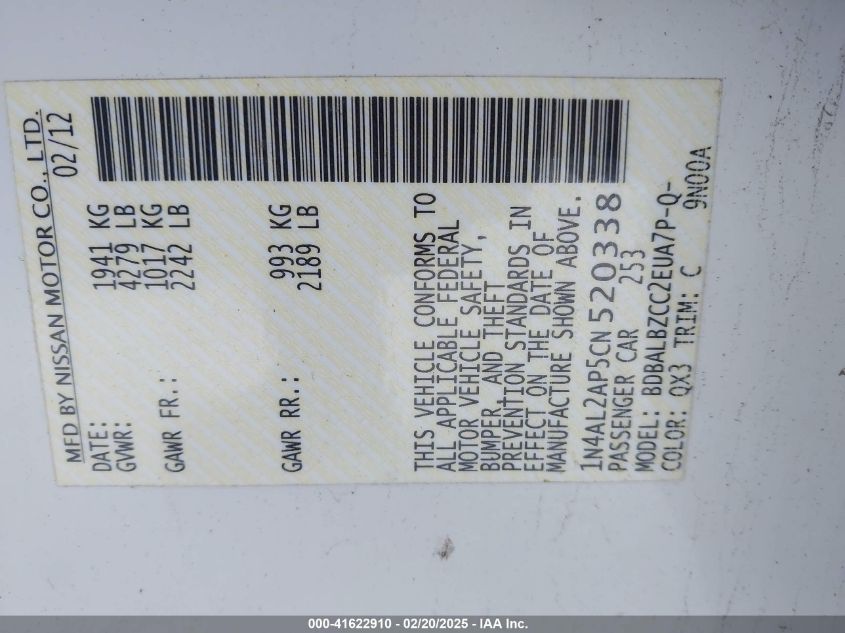 MFD BY NISSAN MOTOR CO., LTD.
DATE: 02/12
GVWR: 1941 KG
4279 LB
GAWR FR.: 1017 KG
2242 LB
GAWR RR.: 993 KG
2189 LB
THIS VEHICLE CONFORMS TO
ALL APPLICABLE FEDERAL
MOTOR VEHICLE SAFETY,
BUMPER, AND THEFT
PREVENTION STANDARDS IN
EFFECT ON THE DATE OF
MANUFACTURE SHOWN ABOVE.
1N4AL2AP5CN520338
PASSENGER CAR 253
MODEL: BDBALBZCC2EUA7P-Q-
COLOR: QX3 TRIM: C 9N00A
000-41622910 - 02/20/2025 - IAA Inc.